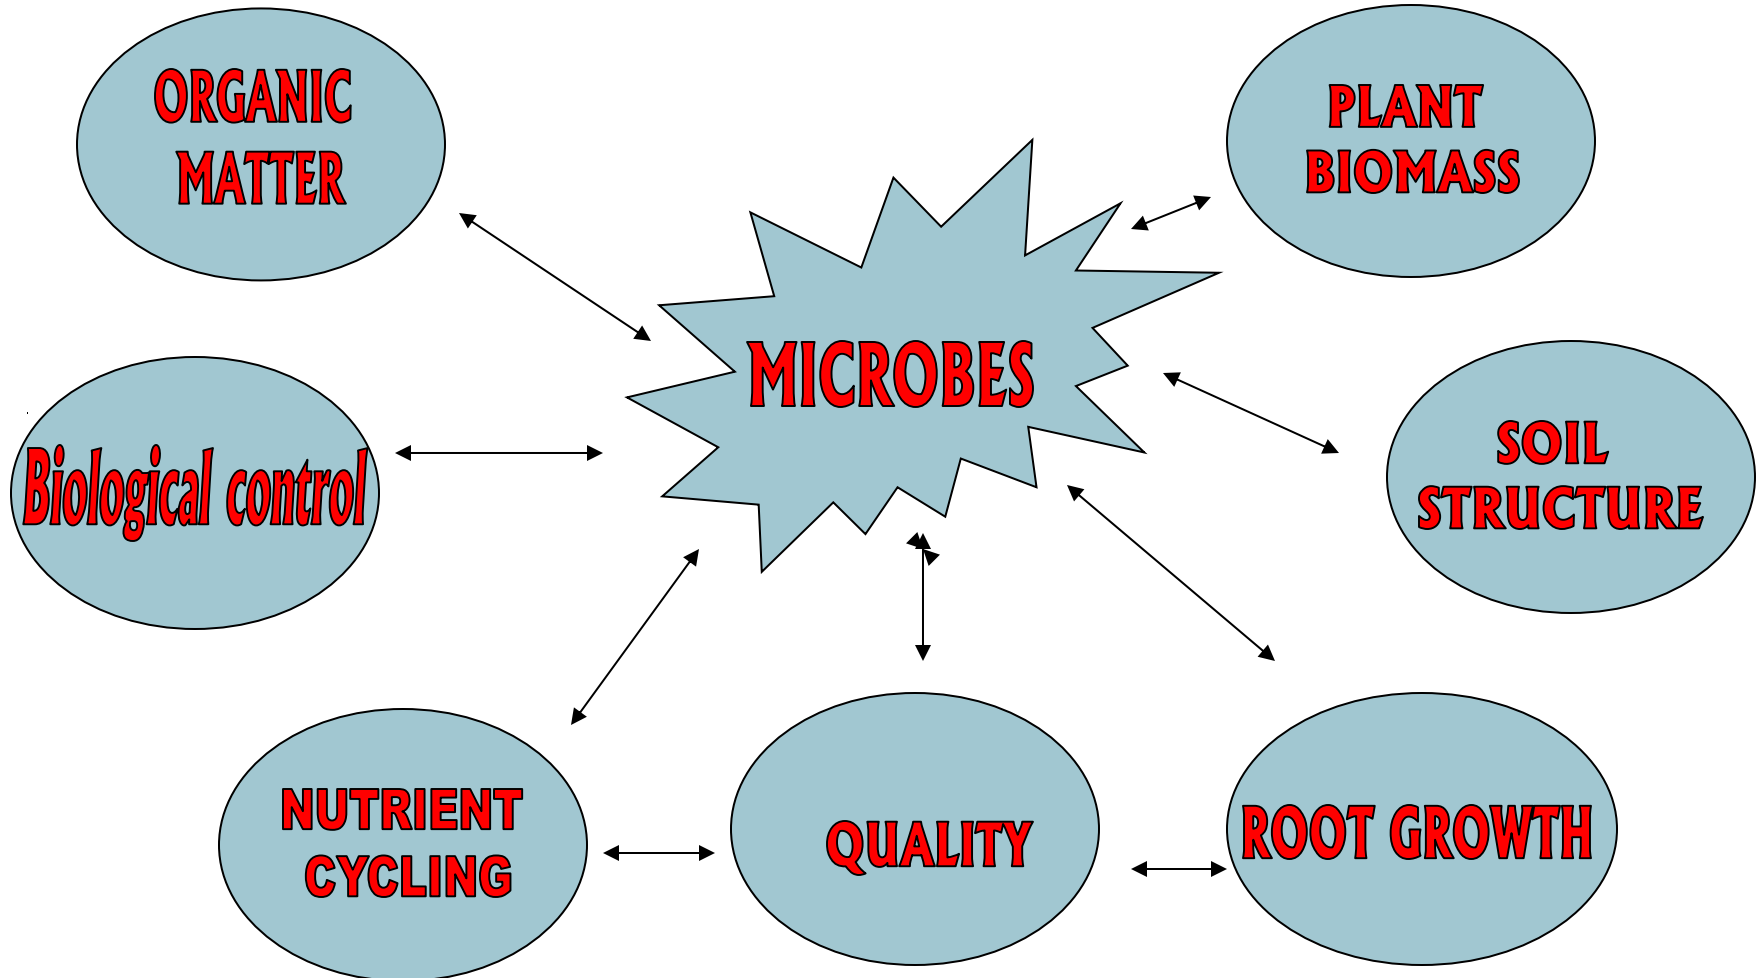 ORGANIC
MATTER
PLANT
BIOMASS
MICROBES
Biological control
SOIL
STRUCTURE
NUTRIENT
CYCLING
QUALITY
ROOT GROWTH